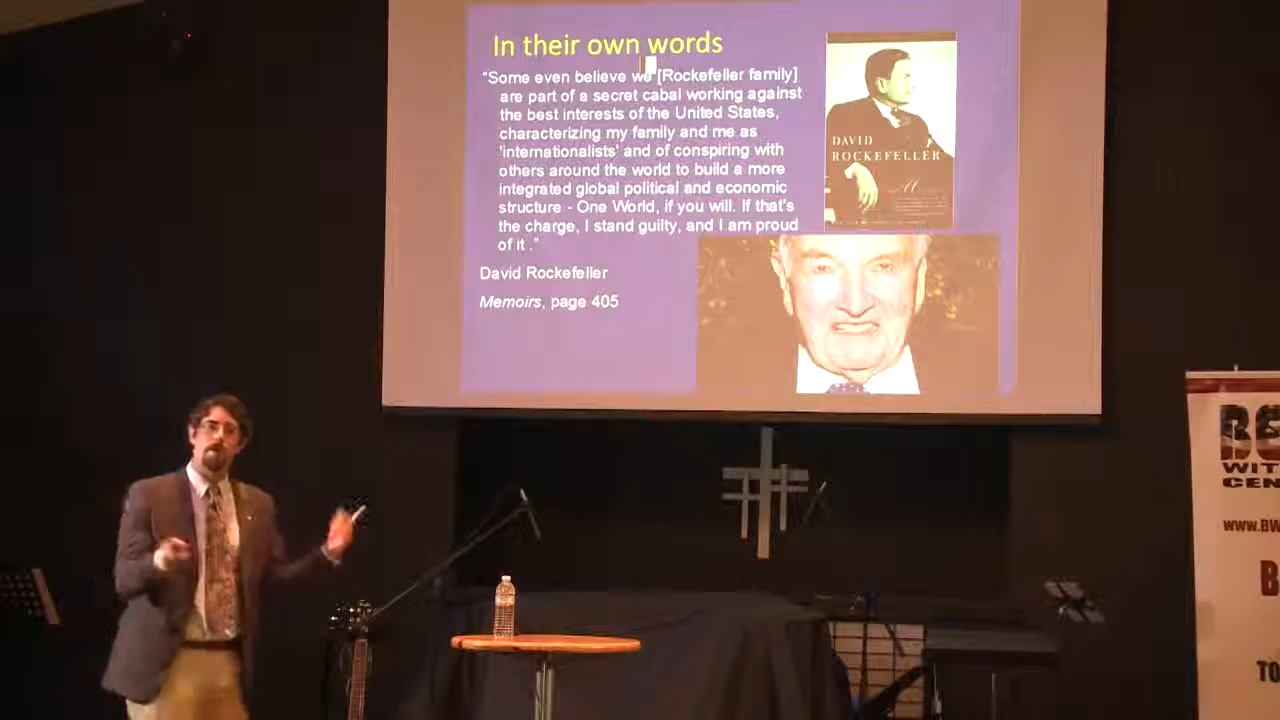 In their own words
"Some even believe we [Rockefeller family]
are part of a secret cabal working against
the best interests of the United States,
characterizing my family and me as
'internationalists' and of conspiring with
others around the world to build a more
integrated global political and economic
structure - One World, if you will. If that's
the charge, I stand guilty, and I am proud
of it ."
David Rockefeller
Memoirs, page 405
DAVID
ROCKEFELLER
WIT
CEN
WWW.BW
B
TO